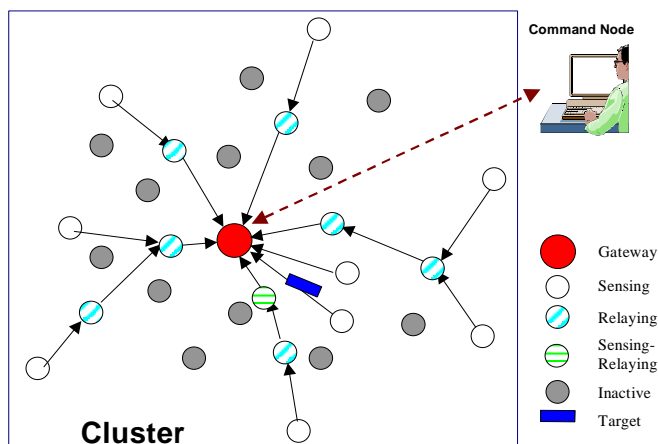 Command Node
Gateway
Sensing
Relaying
Sensing-
Relaying
Inactive
Target
Cluster